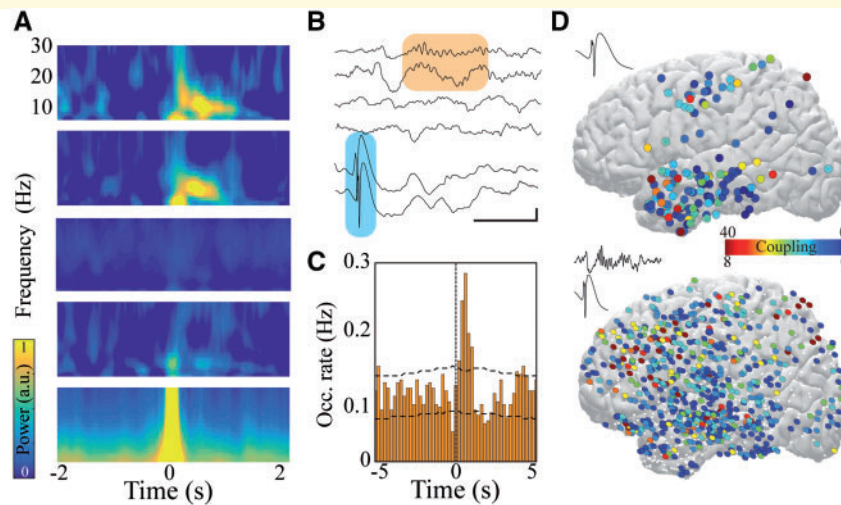 A
30
20
10
Frequency (Hz)
Power (a.u.)
1
0
-2
0
2
Time (s)
B
C
0.3
0.2
0.1
0
Occ. rate (Hz)
-5
0
5
Time (s)
D
40
Coupling
8